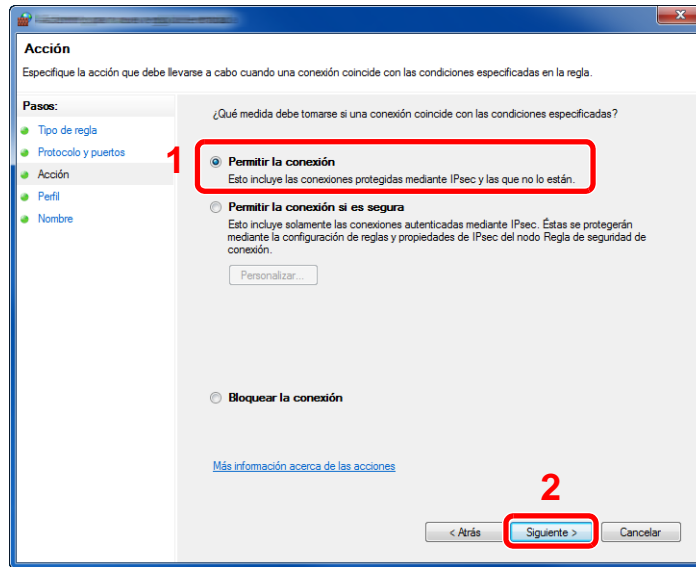 Acción
Especifique la acción que debe llevarse a cabo cuando una conexión coincide con las condiciones especificadas en la regla.
Pasos:
Tipo de regla
Protocolo y puertos
Acción
Perfil
Nombre
¿Qué medida debe tomarse si una conexión coincide con las condiciones especificadas?
1
Permitir la conexión
Esto incluye las conexiones protegidas mediante IPsec y las que no lo están.
Permitir la conexión si es segura
Esto incluye solamente las conexiones autenticadas mediante IPsec. Éstas se protegerán
mediante la configuración de reglas y propiedades de IPsec del nodo Regla de seguridad de
conexión.
Personalizar...
Bloquear la conexión
Más información acerca de las acciones
2
< Atrás
Siguiente >
Cancelar